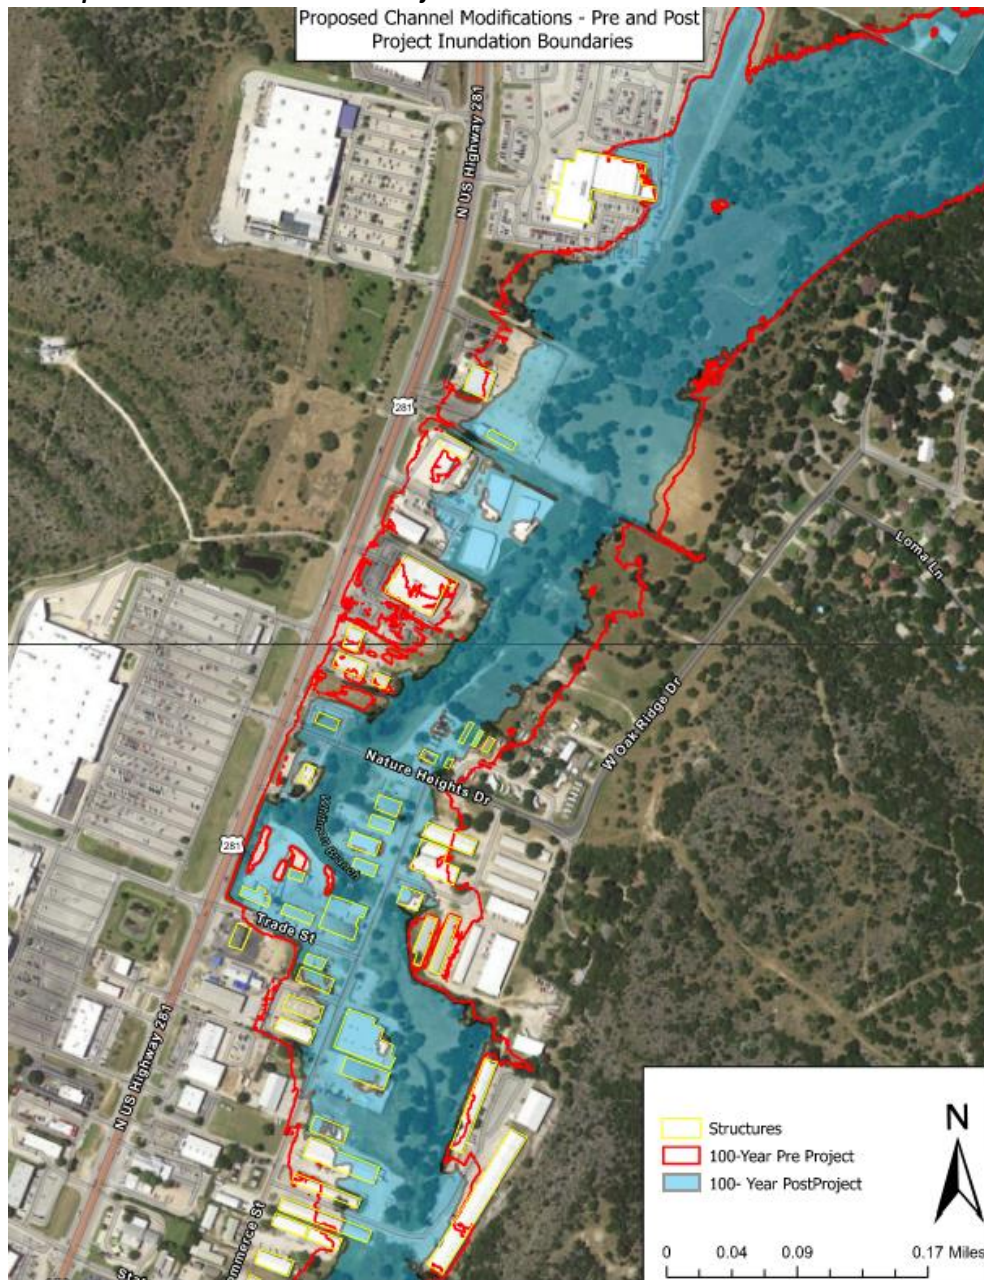 Proposed Channel Modifications - Pre and Post
Project Inundation Boundaries
N US Highway 281
281
Loma Ln
W Oak Ridge Dr
Nature Heights Dr
281
Trade St
N US Highway 281
Structures
100-Year Pre Project
100- Year PostProject
N
0 0.04 0.09 0.17 Miles